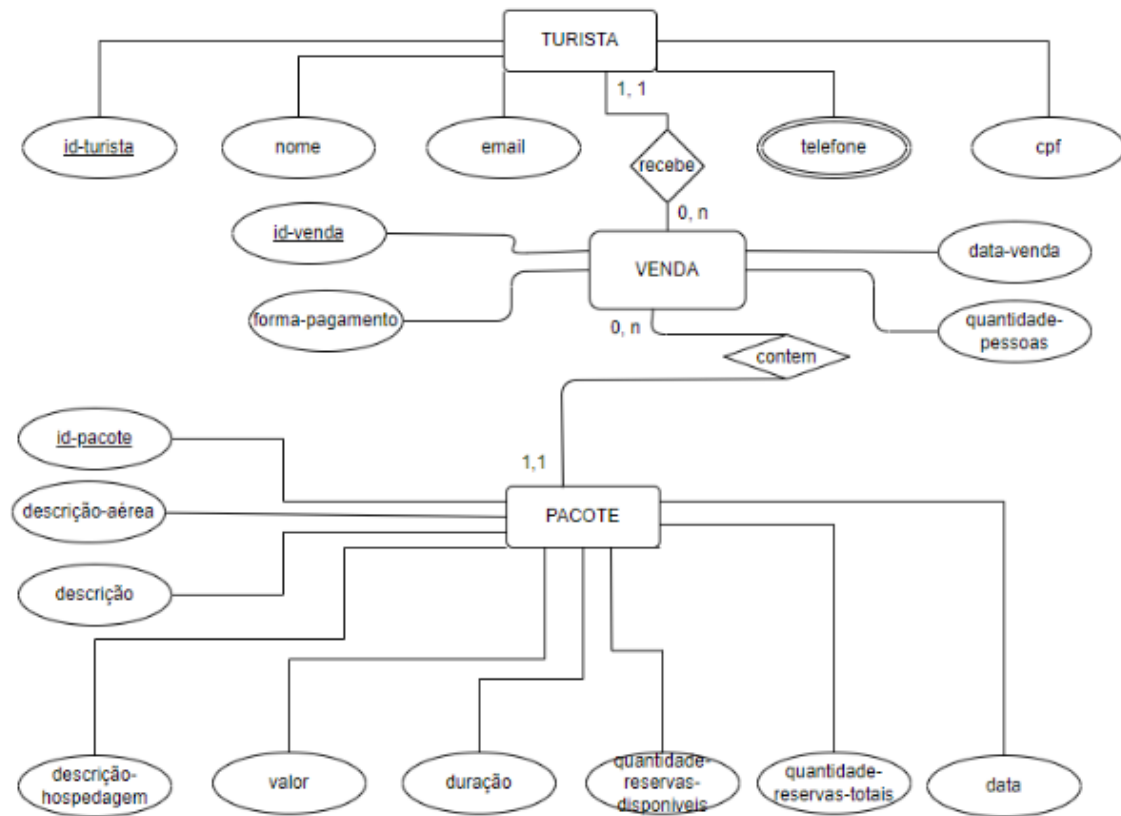 TURISTA
1, 1
id-turista
nome
email
telefone
cpf
recebe
0, n
id-venda
VENDA
data-venda
forma-pagamento
0, n
quantidade-
pessoas
contem
id-pacote
1,1
descrição-aérea
PACOTE
descrição
descrição-
hospedagem
valor
duração
quantidade-
reservas-
disponíveis
quantidade-
reservas-totais
data